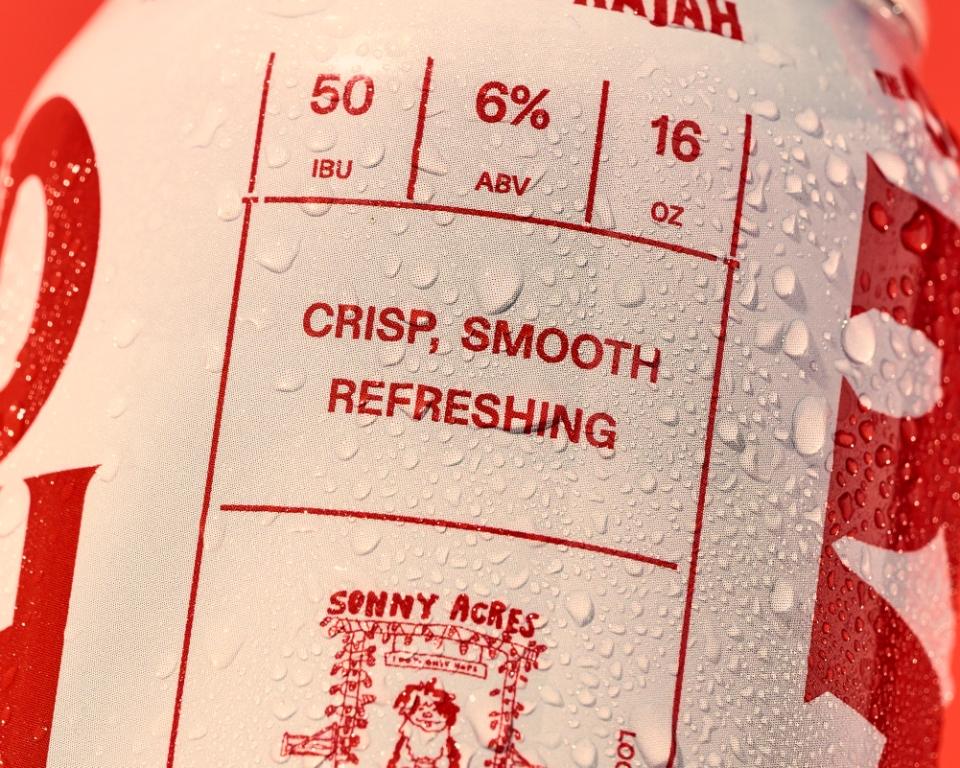 RAJAH
50
IBU
6%
ABV
16
OZ
CRISP, SMOOTH
REFRESHING
SONNY ACRES